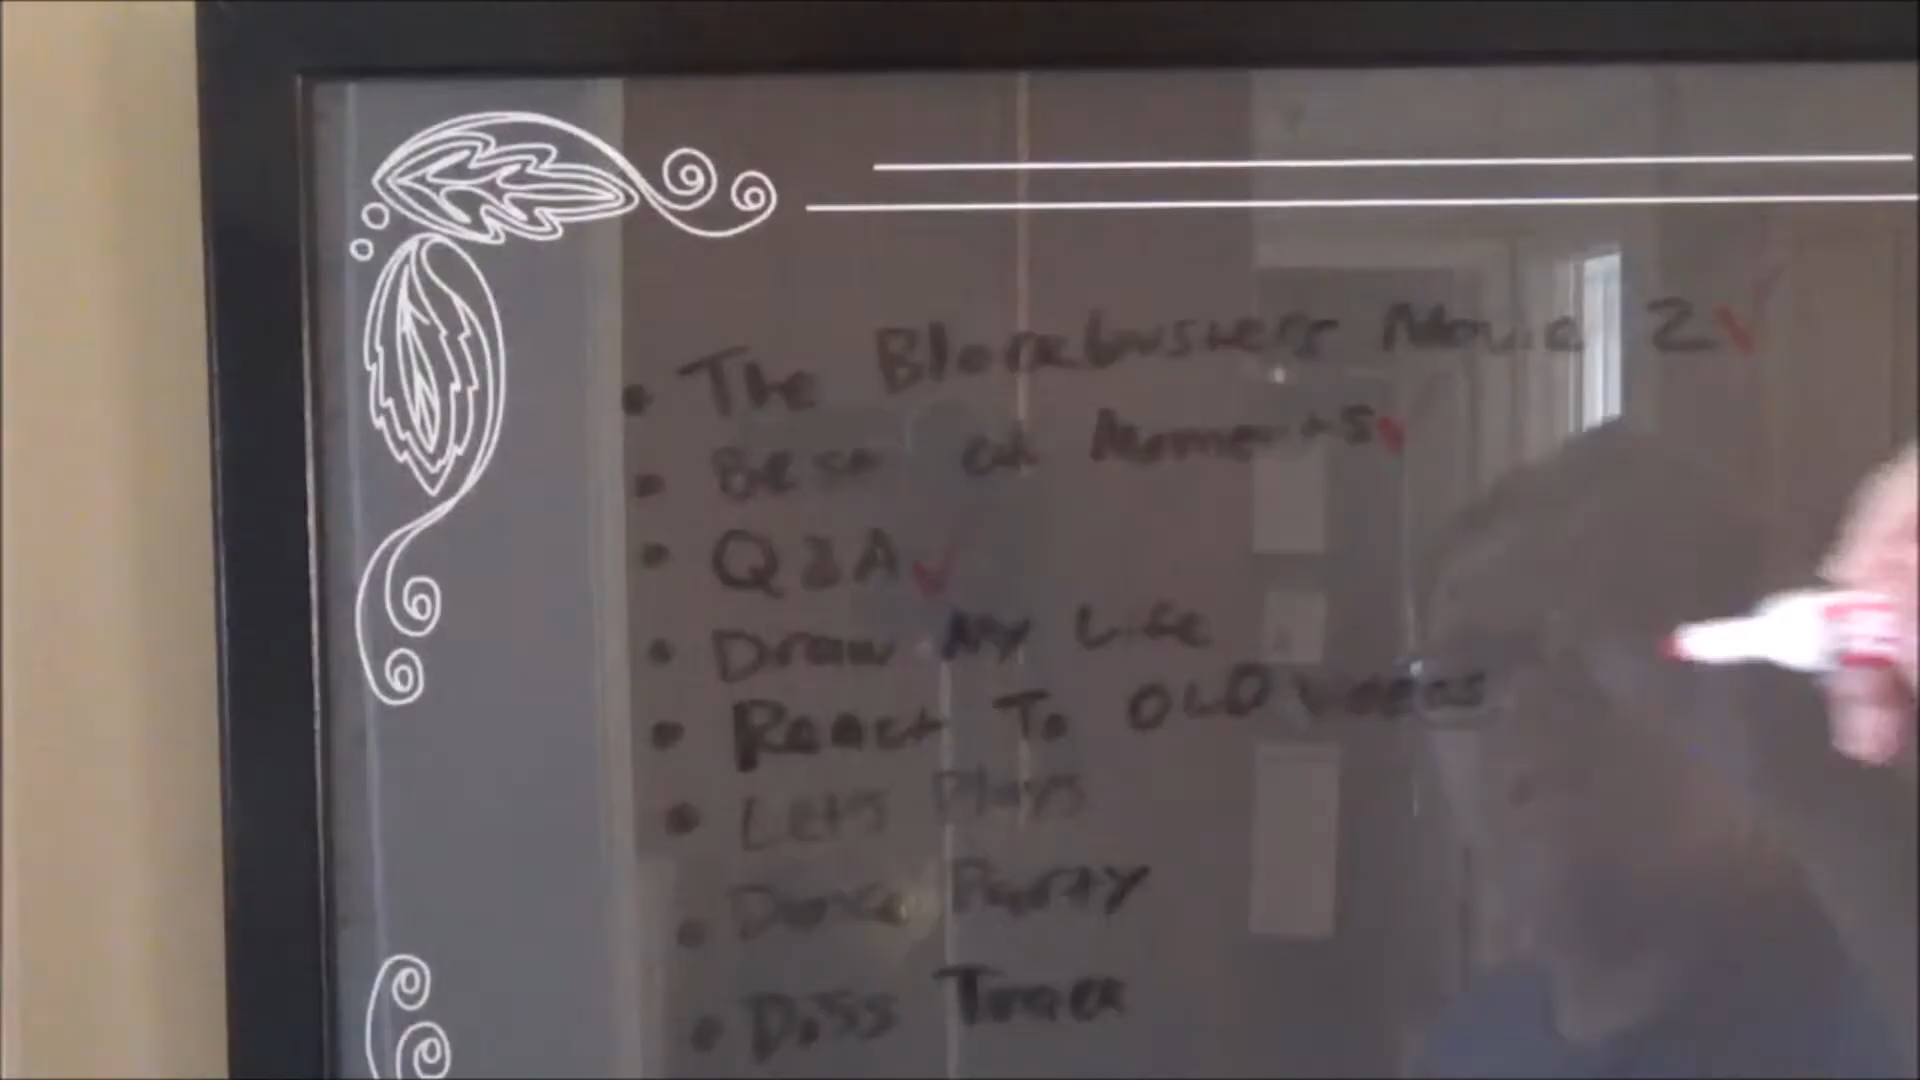 • The Blockbusters Movie 2 ✓
• Best of Moments ✓
• Q&A ✓
• Draw My Life
• React To OLD Videos
• Lets Plays
• Dance Party
• Diss Track